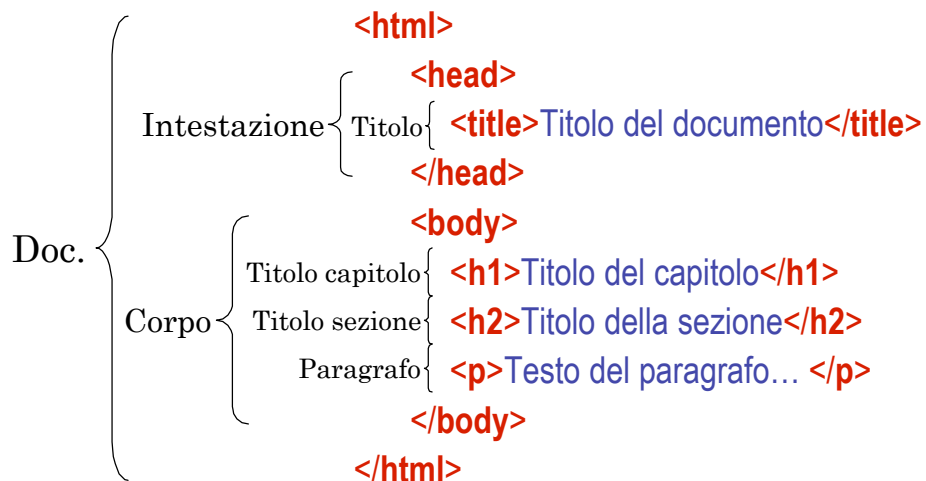 <html>
<head>
Intestazione Titolo <title>Titolo del documento</title>
</head>
<body>
Doc.
Titolo capitolo <h1>Titolo del capitolo</h1>
Corpo Titolo sezione <h2>Titolo della sezione</h2>
Paragrafo <p>Testo del paragrafo… </p>
</body>
</html>